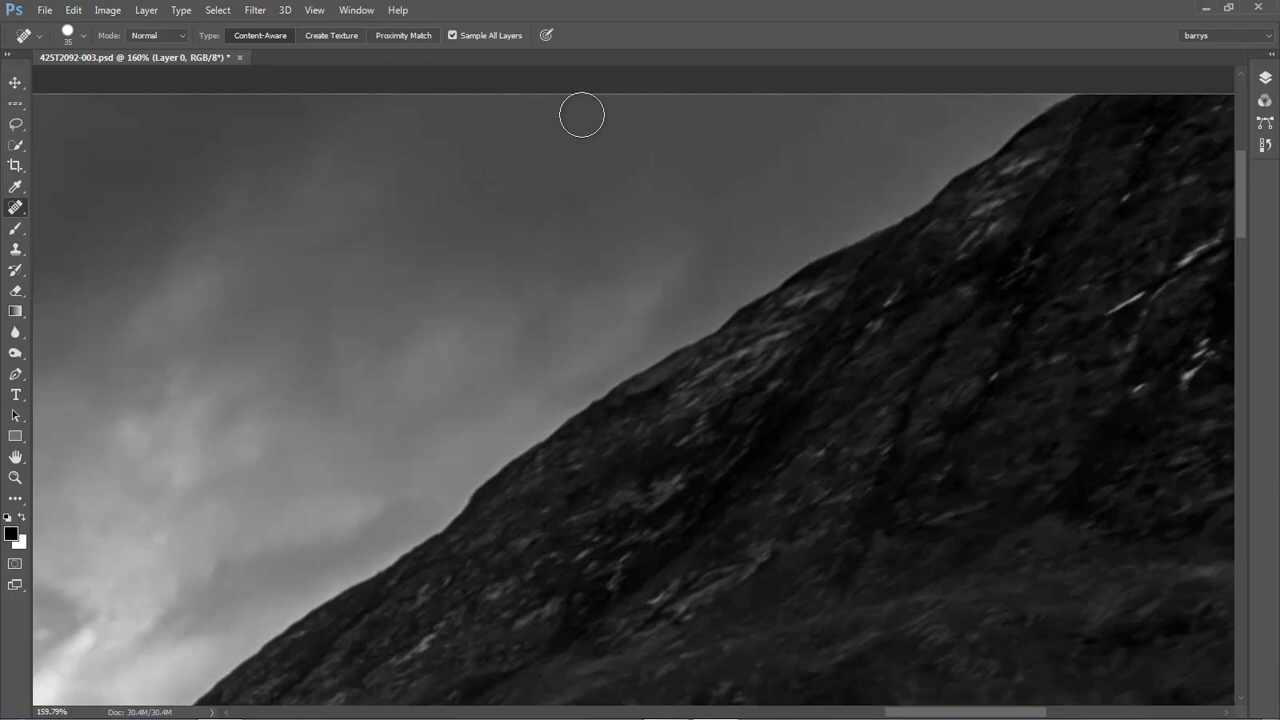 Ps File Edit Image Layer Type Select Filter 3D View Window Help
35 Mode: Normal Type: Content-Aware Create Texture Proximity Match Sample All Layers barrys
425T2092-003.psd @ 160% (Layer 0, RGB/8*) * ×
T
159.79% Doc: 30.4M/30.4M